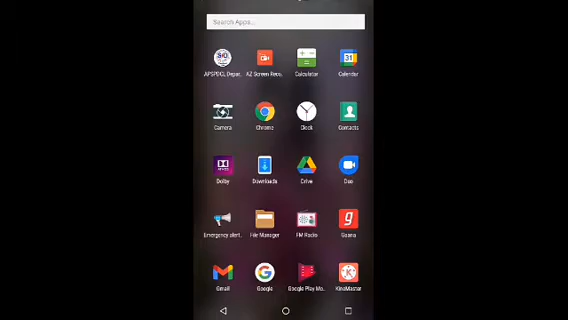 Search Apps...
APSPDCL Depar.. AZ Screen Reco.. Calculator Calendar
31
Camera Chrome Clock Contacts
Dolby Downloads Drive Duo
Emergency alert.. File Manager FM Radio Gaana
Gmail Google Google Play Mo.. KineMaster